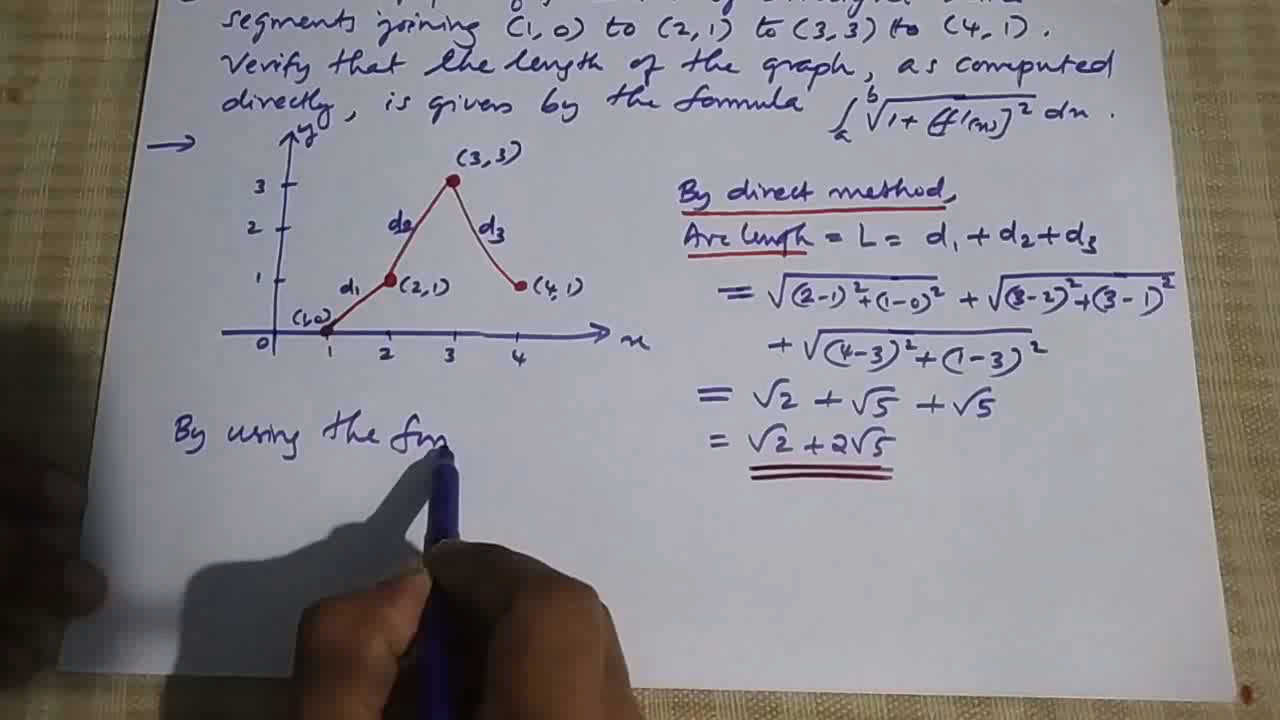 segments joining (1,0) to (2,1) to (3,3) to (4,1).
Verify that the length of the graph, as computed
directly, is given by the formula ∫ₐᵇ √(1+[f'(x)]²) dx.
→
y
(3,3)
3
2
1
d₂
d₃
d₁
(2,1)
(4,1)
(1,0)
0 1 2 3 4
x
By direct method,
Arc length = L = d₁ + d₂ + d₃
= √((2-1)²+(1-0)²) + √((3-2)²+(3-1)²)
+ √((4-3)²+(1-3)²)
= √2 + √5 + √5
= √2 + 2√5
By using the